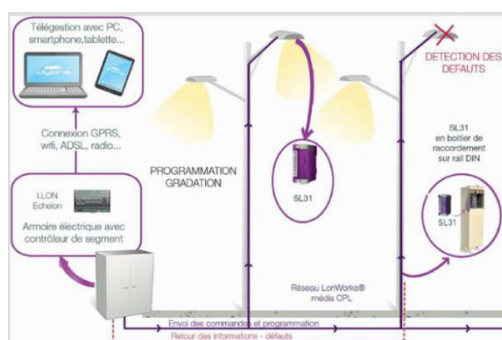 Télégestion avec PC,
smartphone,tablette...
Connexion GPRS,
wifi, ADSL, radio...
I.LON
Echelon
Armoire électrique avec
contrôleur de segment
PROGRAMMATION
GRADATION
SL31
DETECTION DES
DEFAUTS
SL31
en boitier de
raccordement
sur rail DIN
SL31
Réseau LonWorks®
média CPL
Envoi des commandes et programmation
Retour des informations - défauts